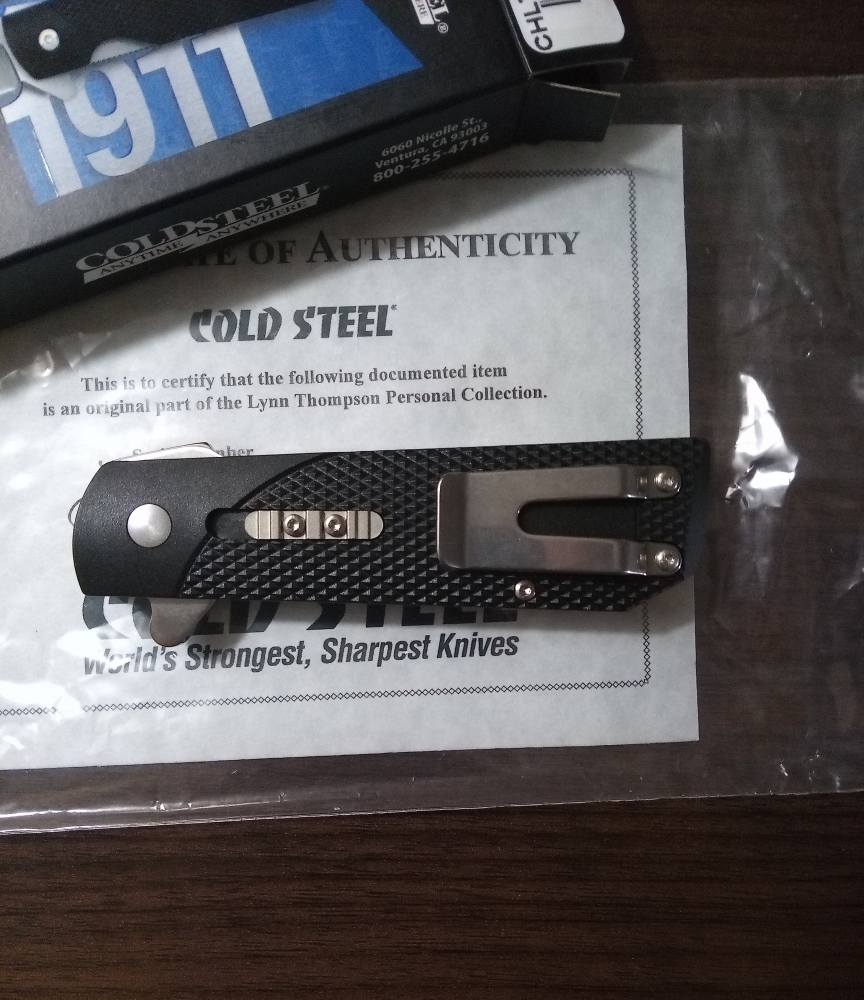 1911
CHL
6060 Nicolle St.,
Ventura, CA 93003
800-255-4716
COLD STEEL
ANYTIME ANYWHERE
OF AUTHENTICITY
COLD STEEL
This is to certify that the following documented item
is an original part of the Lynn Thompson Personal Collection.
COLD STEEL
World's Strongest, Sharpest Knives